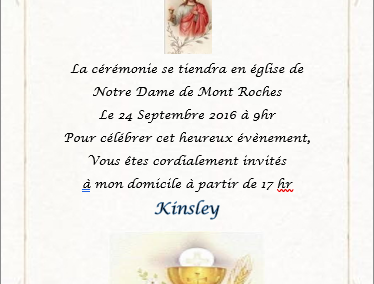 La cérémonie se tiendra en église de
Notre Dame de Mont Roches
Le 24 Septembre 2016 à 9hr
Pour célébrer cet heureux évènement,
Vous êtes cordialement invités
à mon domicile à partir de 17 hr
Kinsley